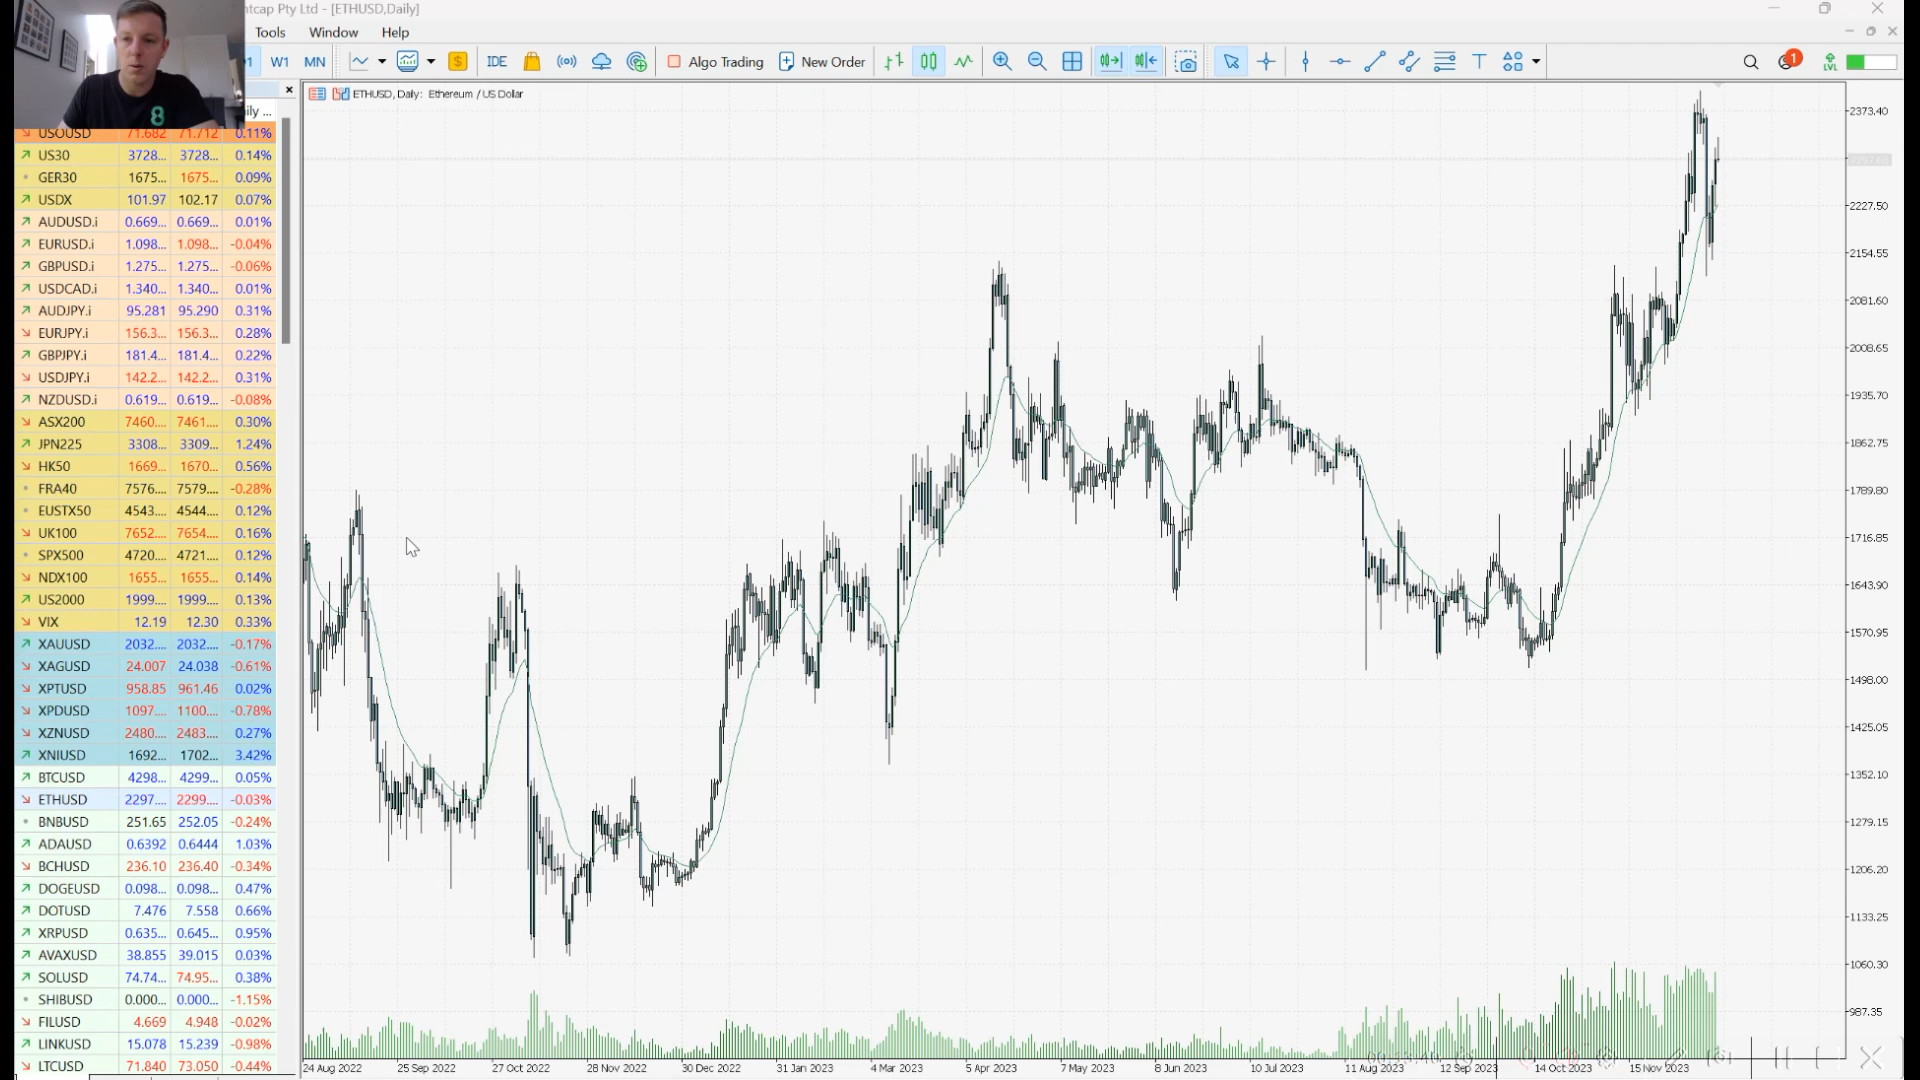 ntcap Pty Ltd - [ETHUSD,Daily]
Tools Window Help
W1 MN IDE Algo Trading New Order 1 LVL
ily ...
8
ETHUSD, Daily: Ethereum / US Dollar
USOUSD 71.682 71.712 0.11%
US30 3728... 3728... 0.14%
GER30 1675... 1675... 0.09%
USDX 101.97 102.17 0.07%
AUDUSD.i 0.669... 0.669... 0.01%
EURUSD.i 1.098... 1.098... -0.04%
GBPUSD.i 1.275... 1.275... -0.06%
USDCAD.i 1.340... 1.340... 0.01%
AUDJPY.i 95.281 95.290 0.31%
EURJPY.i 156.3... 156.3... 0.28%
GBPJPY.i 181.4... 181.4... 0.22%
USDJPY.i 142.2... 142.2... 0.31%
NZDUSD.i 0.619... 0.619... -0.08%
ASX200 7460.... 7461.... 0.30%
JPN225 3308... 3309... 1.24%
HK50 1669... 1670... 0.56%
FRA40 7576.... 7579.... -0.28%
EUSTX50 4543.... 4544.... 0.12%
UK100 7652.... 7654.... 0.16%
SPX500 4720.... 4721.... 0.12%
NDX100 1655... 1655... 0.14%
US2000 1999.... 1999.... 0.13%
VIX 12.19 12.30 0.33%
XAUUSD 2032.... 2032.... -0.17%
XAGUSD 24.007 24.038 -0.61%
XPTUSD 958.85 961.46 0.02%
XPDUSD 1097.... 1100.... -0.78%
XZNUSD 2480.... 2483.... 0.27%
XNIUSD 1692... 1702... 3.42%
BTCUSD 4298... 4299... 0.05%
ETHUSD 2297.... 2299.... -0.03%
BNBUSD 251.65 252.05 -0.24%
ADAUSD 0.6392 0.6444 1.03%
BCHUSD 236.10 236.40 -0.34%
DOGEUSD 0.098... 0.098... 0.47%
DOTUSD 7.476 7.558 0.66%
XRPUSD 0.635... 0.645... 0.95%
AVAXUSD 38.855 39.015 0.03%
SOLUSD 74.74... 74.95... 0.38%
SHIBUSD 0.000... 0.000... -1.15%
FILUSD 4.669 4.948 -0.02%
LINKUSD 15.078 15.239 -0.98%
LTCUSD 71.840 73.050 -0.44%
2373.40
2297.60
2227.50
2154.55
2081.60
2008.65
1935.70
1862.75
1789.80
1716.85
1643.90
1570.95
1498.00
1425.05
1352.10
1279.15
1206.20
1133.25
1060.30
987.35
24 Aug 2022 25 Sep 2022 27 Oct 2022 28 Nov 2022 30 Dec 2022 31 Jan 2023 4 Mar 2023 5 Apr 2023 7 May 2023 8 Jun 2023 10 Jul 2023 11 Aug 2023 12 Sep 2023 14 Oct 2023 15 Nov 2023